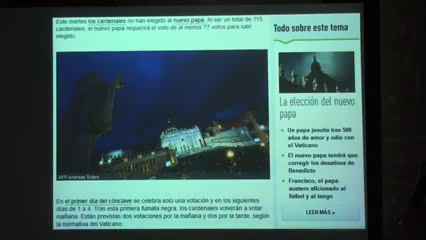 Este martes los cardenales no han elegido al nuevo papa. Al ser un total de 115
cardenales, el nuevo papa requerirá el voto de al menos 77 votos para salir
elegido.
AFP Andreas Solaro
En el primer día del cónclave se celebra solo una votación y en los siguientes
días de 1 a 4. Tras esta primera fumata negra, los cardenales volverán a votar
mañana. Están previstas dos votaciones por la mañana y dos por la tarde, según
la normativa del Vaticano.
Todo sobre este tema
La elección del nuevo
papa
Un papa jesuita tras 500
años de amor y odio con
el Vaticano
El nuevo papa tendrá que
corregir los desatinos de
Benedicto
Francisco, el papa
austero aficionado al
fútbol y al tango
LEER MÁS »